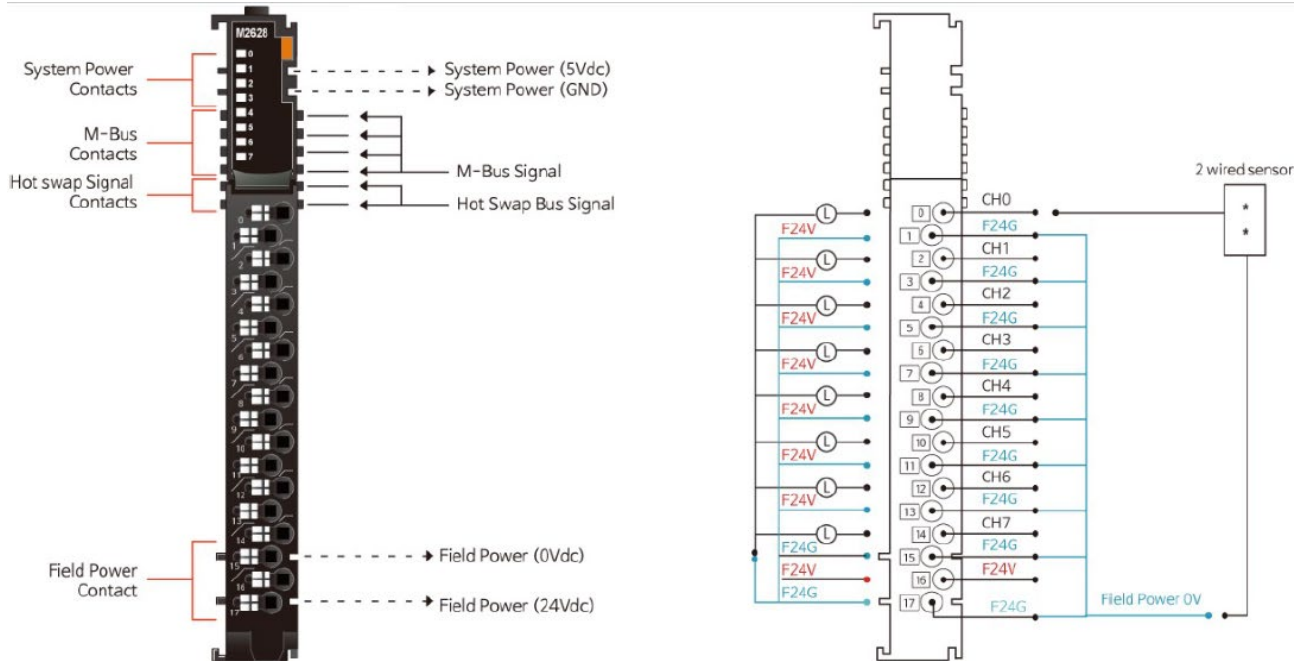 M2628
0
1
2
3
4
5
6
7
System Power
Contacts
M-Bus
Contacts
Hot swap Signal
Contacts
System Power (5Vdc)
System Power (GND)
M-Bus Signal
Hot Swap Bus Signal
0
1
2
3
4
5
6
7
8
9
10
11
12
13
14
15
16
17
Field Power
Contact
Field Power (0Vdc)
Field Power (24Vdc)
L
F24V
L
F24V
L
F24V
L
F24V
L
F24V
L
F24V
L
F24V
L
F24G
F24V
F24G
0 CH0
1 F24G
2 CH1
3 F24G
4 CH2
5 F24G
6 CH3
7 F24G
8 CH4
9 F24G
10 CH5
11 F24G
12 CH6
13 F24G
14 CH7
15 F24G
16 F24V
17 F24G
Field Power 0V
2 wired sensor
*
*